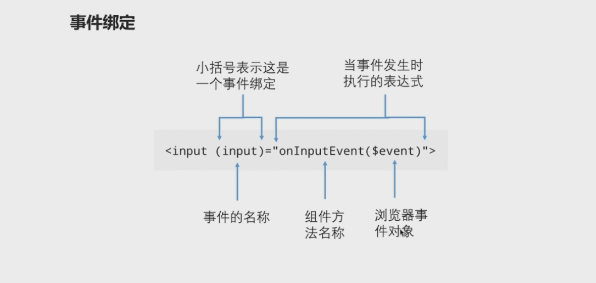 事件绑定
小括号表示这是
一个事件绑定
当事件发生时
执行的表达式
<input (input)="onInputEvent($event)">
事件的名称
组件方
法名称
浏览器事
件对象